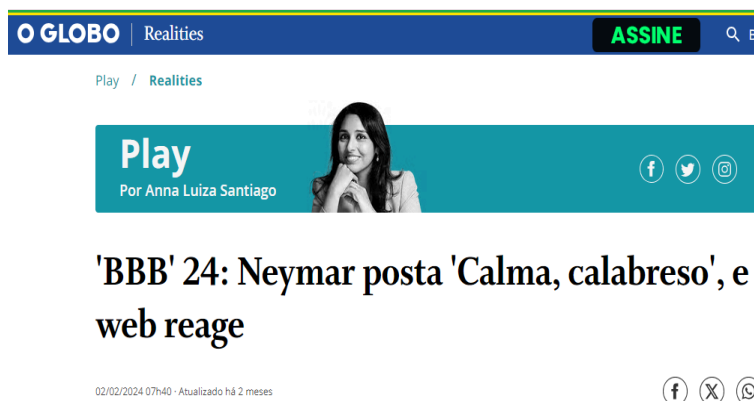 O GLOBO | Realities ASSINE
Play / Realities
Play
Por Anna Luiza Santiago
'BBB' 24: Neymar posta 'Calma, calabreso', e
web reage
02/02/2024 07h40 · Atualizado há 2 meses